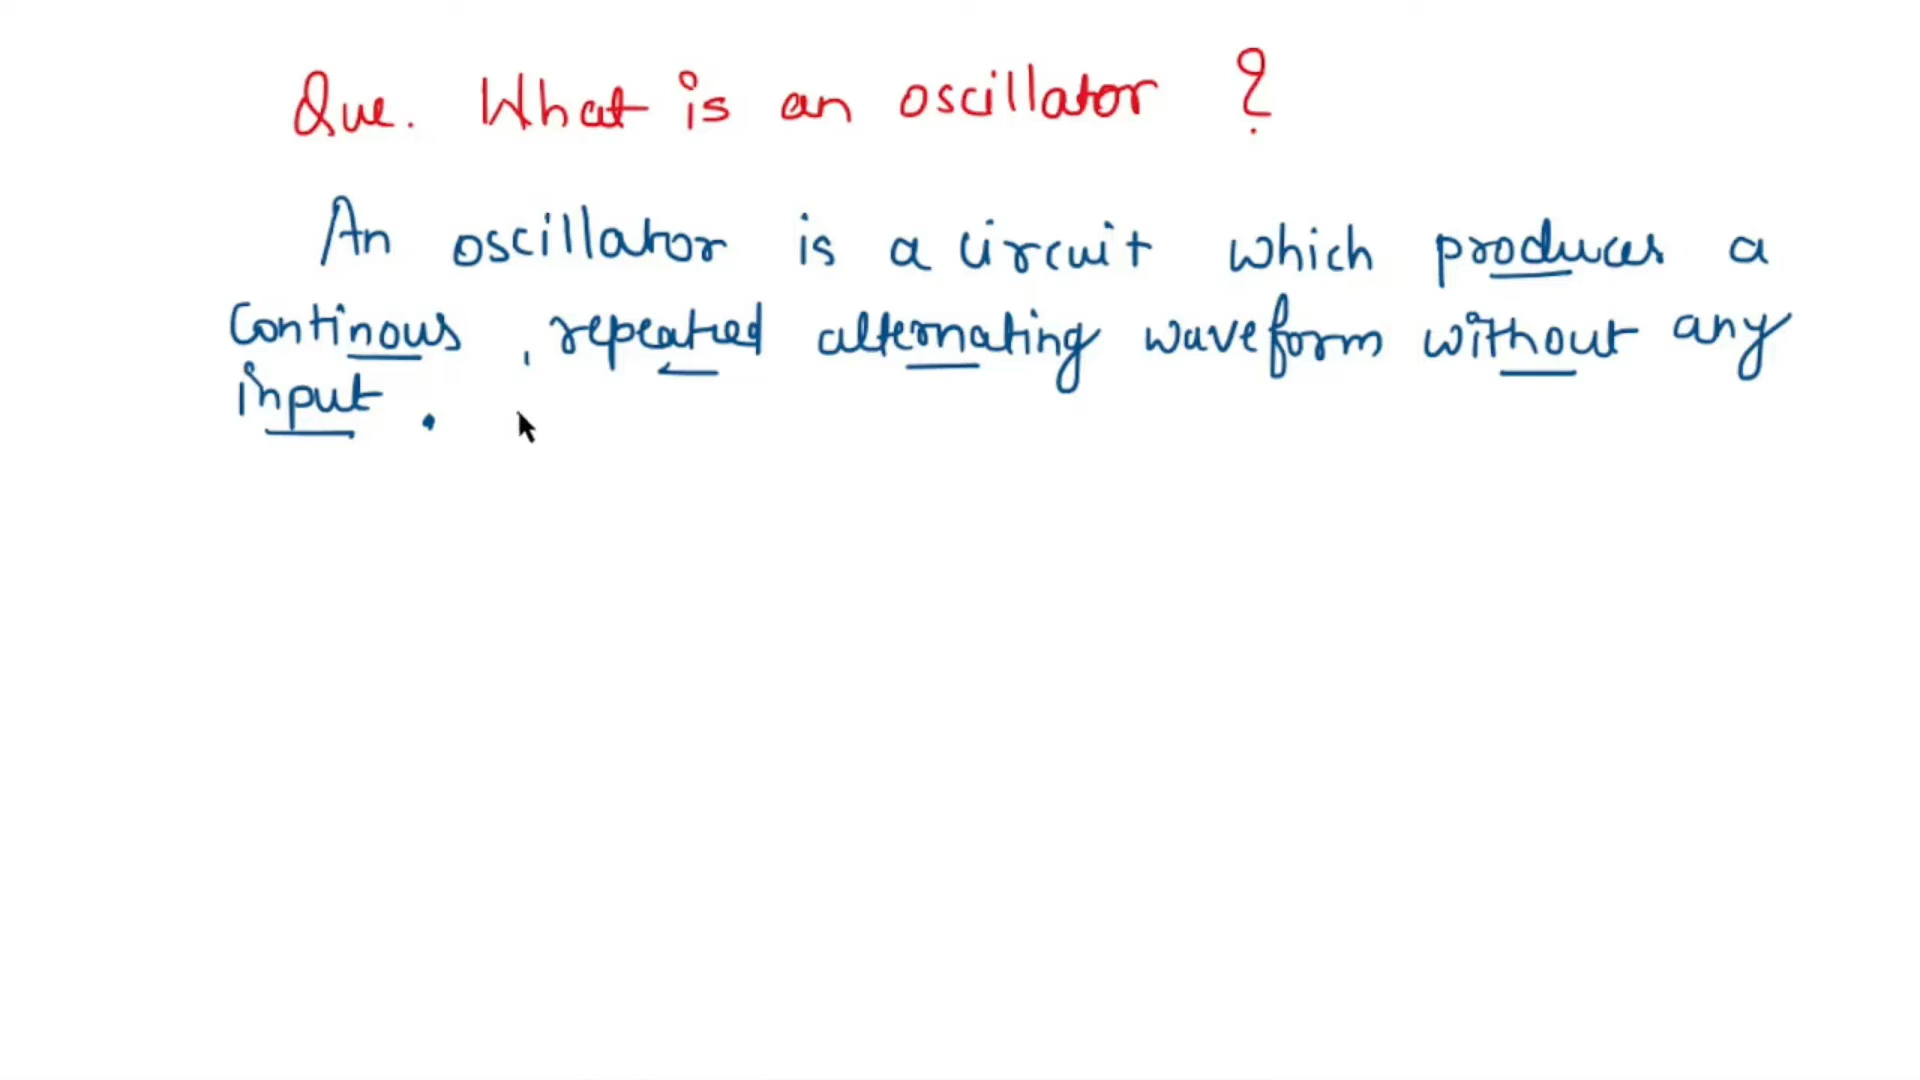 Que. What is an oscillator ?
An oscillator is a circuit which produces a
continous , repeated alternating waveform without any
input .